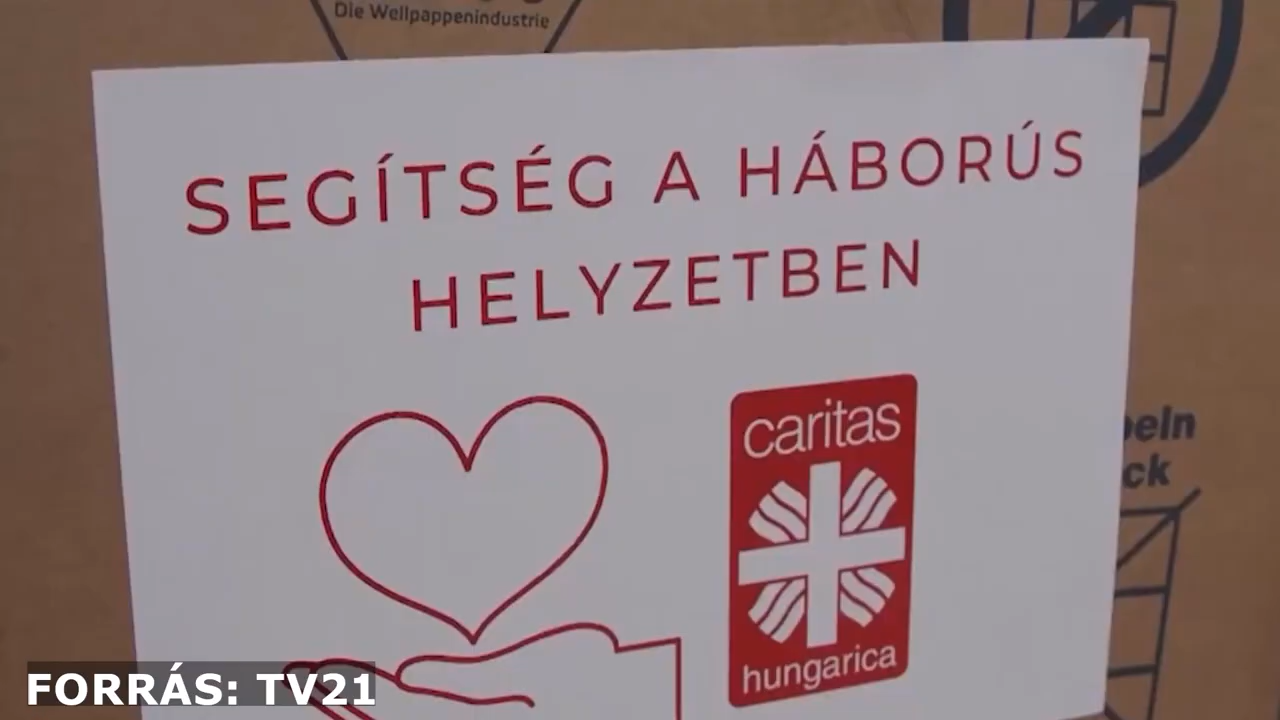 Die Wellpappenindustrie
SEGÍTSÉG A HÁBORÚS
HELYZETBEN
caritas
hungarica
FORRÁS: TV21